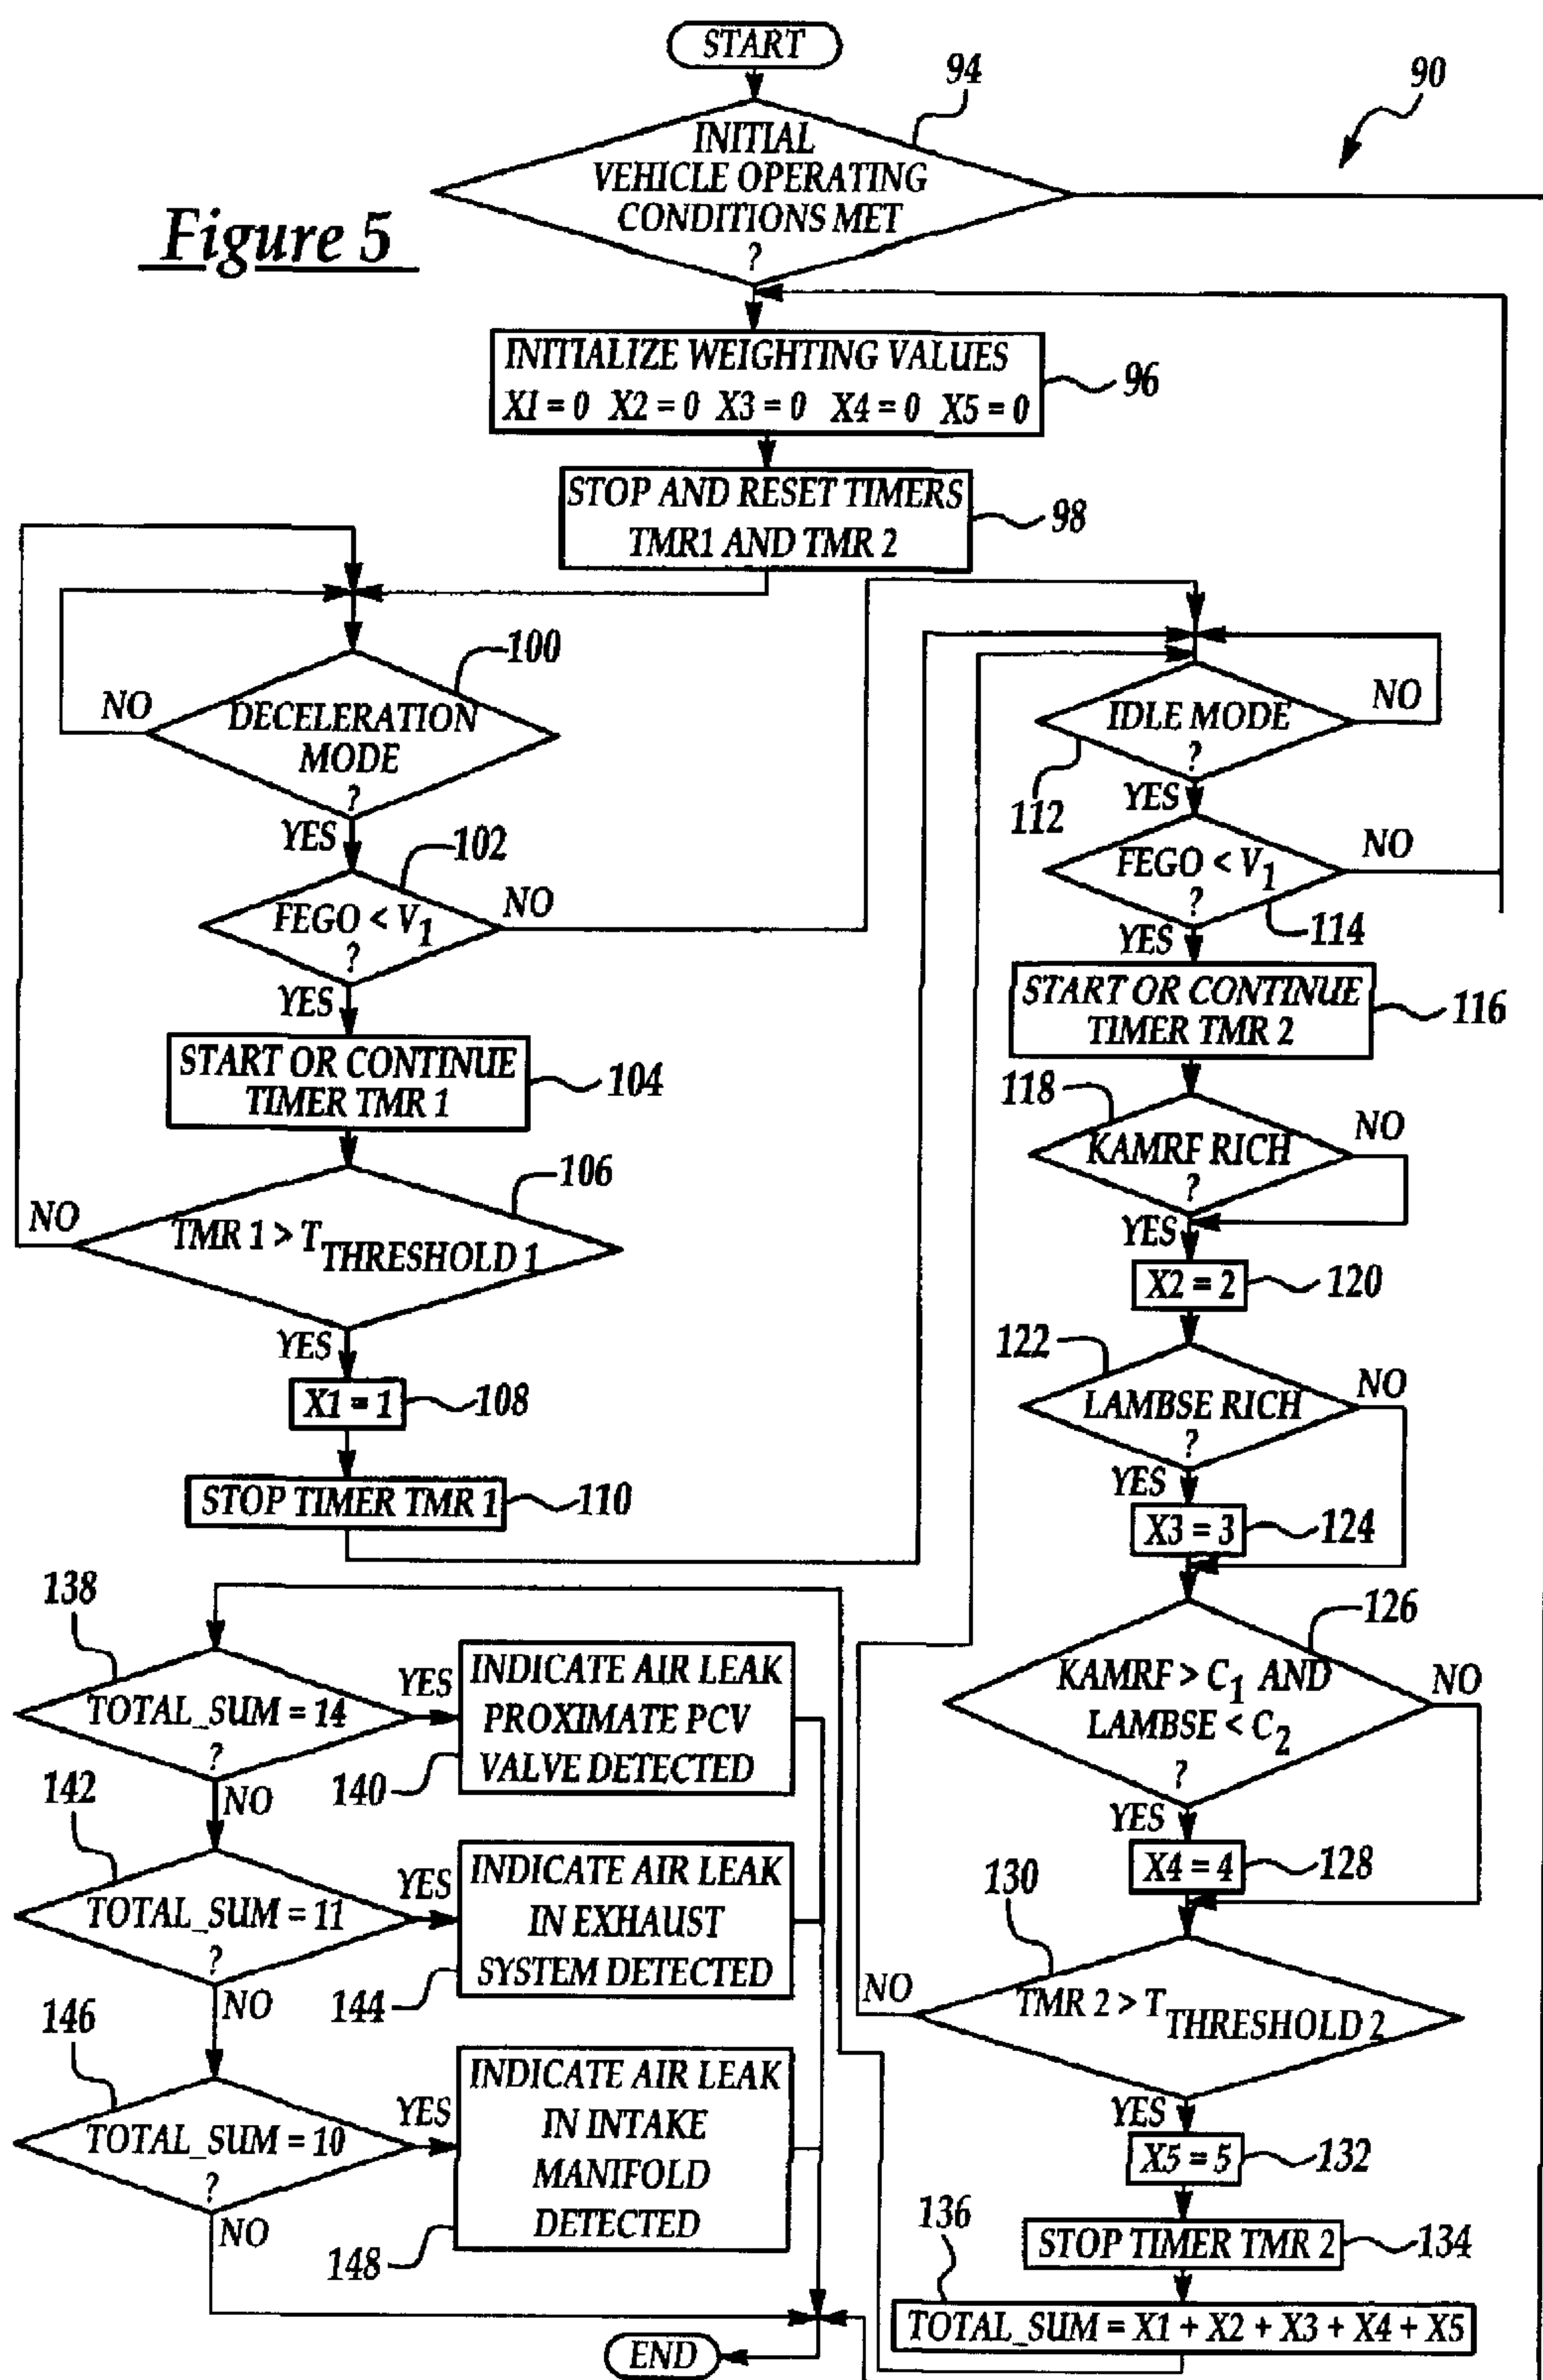 START
94
90
INITIAL
VEHICLE OPERATING
CONDITIONS MET
?
Figure 5
INITIALIZE WEIGHTING VALUES
X1 = 0 X2 = 0 X3 = 0 X4 = 0 X5 = 0
96
STOP AND RESET TIMERS
TMR1 AND TMR 2
98
100
NO
DECELERATION
MODE
?
YES
102
FEGO < V1
?
NO
YES
START OR CONTINUE
TIMER TMR 1
104
106
NO
TMR 1 > T THRESHOLD 1
YES
X1 = 1
108
STOP TIMER TMR 1
110
IDLE MODE
?
NO
112
YES
FEGO < V1
?
NO
114
YES
START OR CONTINUE
TIMER TMR 2
116
118
KAMRF RICH
?
NO
YES
X2 = 2
120
122
LAMBSE RICH
?
NO
YES
X3 = 3
124
126
KAMRF > C1 AND
LAMBSE < C2
?
NO
YES
X4 = 4
128
130
NO
TMR 2 > T THRESHOLD 2
YES
X5 = 5
132
STOP TIMER TMR 2
134
136
TOTAL_SUM = X1 + X2 + X3 + X4 + X5
138
TOTAL_SUM = 14
?
YES
INDICATE AIR LEAK
PROXIMATE PCV
VALVE DETECTED
140
NO
142
TOTAL_SUM = 11
?
YES
INDICATE AIR LEAK
IN EXHAUST
SYSTEM DETECTED
144
NO
146
TOTAL_SUM = 10
?
YES
INDICATE AIR LEAK
IN INTAKE
MANIFOLD
DETECTED
148
NO
END